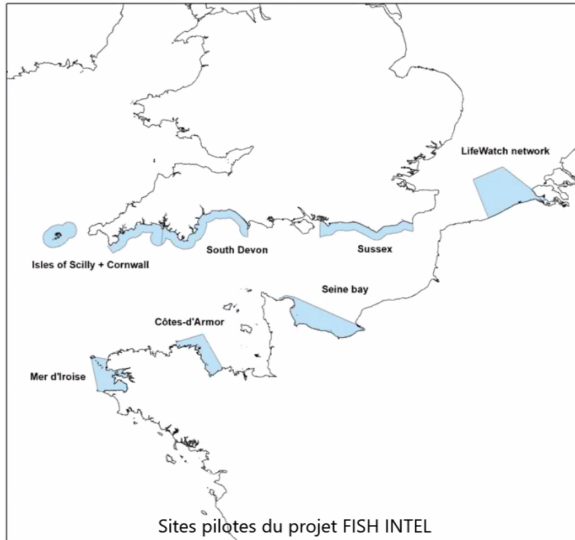 LifeWatch network
South Devon
Sussex
Isles of Scilly + Cornwall
Seine bay
Côtes-d'Armor
Mer d'Iroise
Sites pilotes du projet FISH INTEL